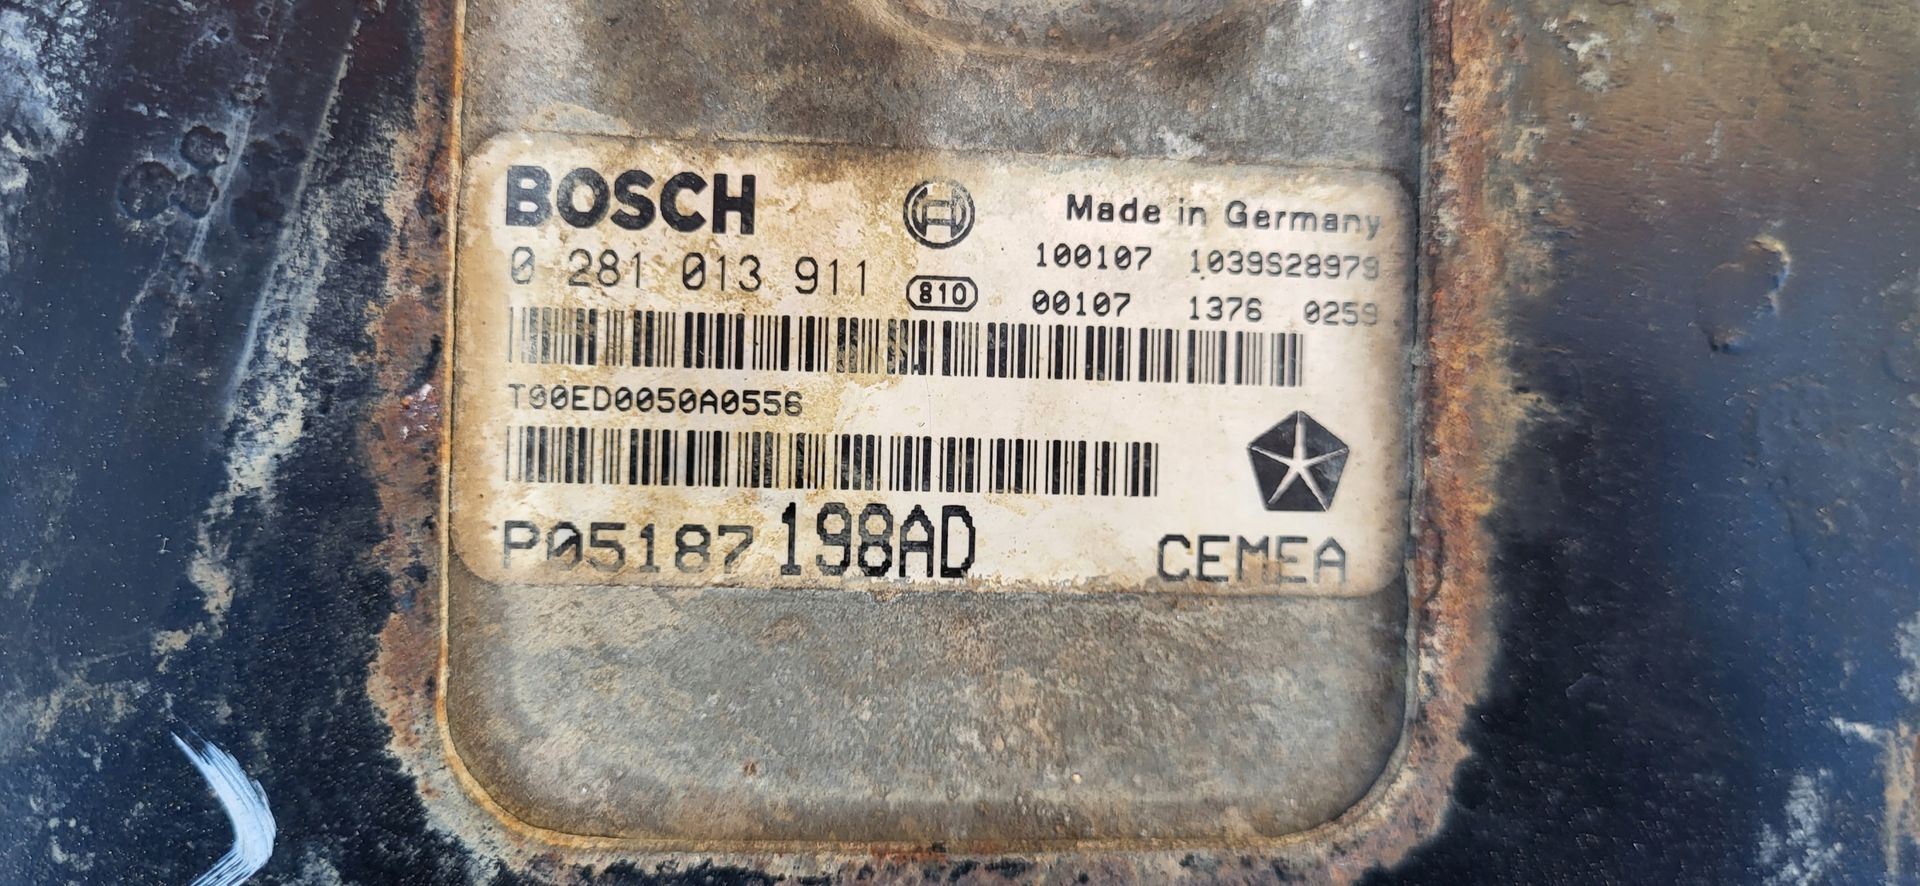 BOSCH
Made in Germany
0 281 013 911
100107 1039S28979
810
00107 1376 0259
T00ED0050A0556
P05187198AD
CEMEA